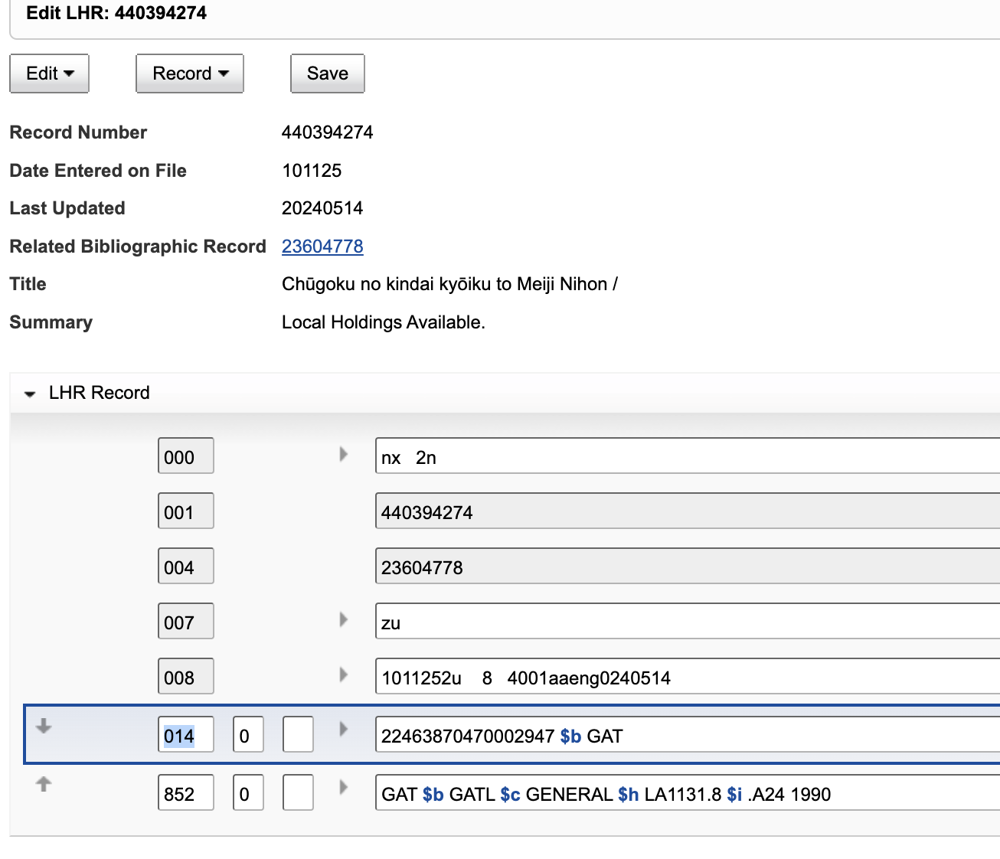 Edit LHR: 440394274
Edit Record Save
Record Number 440394274
Date Entered on File 101125
Last Updated 20240514
Related Bibliographic Record 23604778
Title Chūgoku no kindai kyōiku to Meiji Nihon /
Summary Local Holdings Available.
LHR Record
000 nx   2n
001 440394274
004 23604778
007 zu
008 1011252u    8   4001aaeng0240514
014 0 22463870470002947 $b GAT
852 0 GAT $b GATL $c GENERAL $h LA1131.8 $i .A24 1990